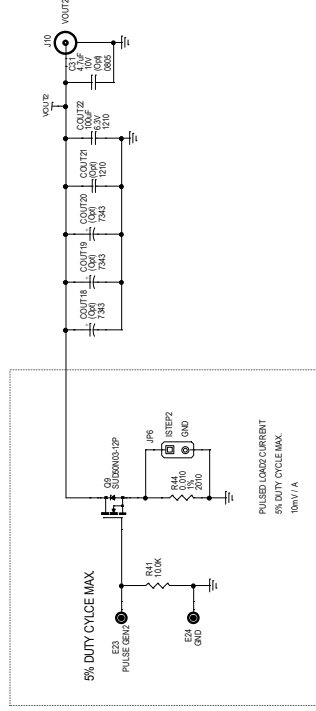 5% DUTY CYLCE MAX.
E23
PULSE GEN2
E24
GND
R41
10.0K
Q9
SUD50N03-12P
JP6
ISTEP2
GND
R44
0.010
1%
2010
PULSED LOAD2 CURRENT
5% DUTY CYCLE MAX.
10mV / A
COUT18
(Opt)
7343
+
COUT19
(Opt)
7343
+
COUT20
(Opt)
7343
+
COUT21
(Opt)
1210
COUT22
100uF
6.3V
1210
VOUT2
C31
4.7uF
10V
(Opt)
0805
J10
VOUT2